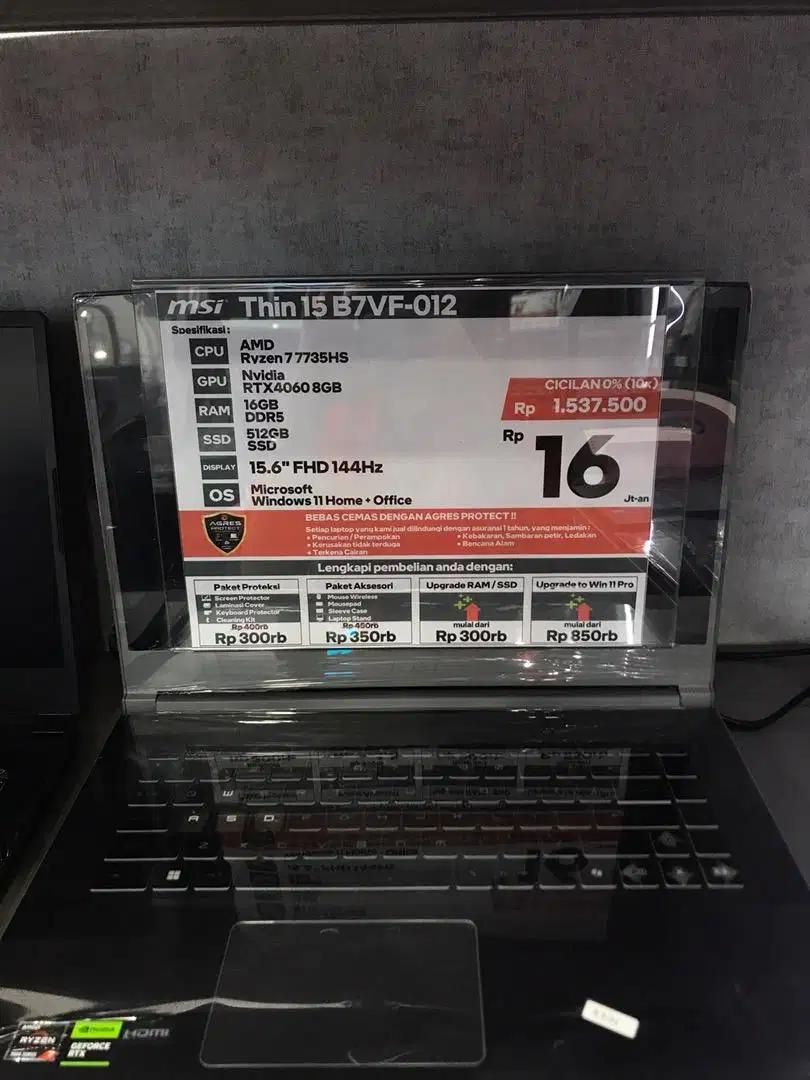 msi Thin 15 B7VF-012
Spesifikasi :
CPU AMD
Ryzen 7 7735HS
GPU Nvidia
RTX4060 8GB
RAM 16GB
DDR5
SSD 512GB
SSD
DISPLAY 15.6" FHD 144Hz
OS Microsoft
Windows 11 Home + Office
CICILAN 0% (10x)
Rp 1.537.500
Rp 16 Jt-an
AGRES
PROTECT
BEBAS CEMAS DENGAN AGRES PROTECT !!
Setiap laptop yang kami jual dilindungi dengan asuransi 1 tahun, yang menjamin :
• Pencurian / Perampokan
• Kerusakan tidak terduga
• Terkena Cairan
• Kebakaran, Sambaran petir, Ledakan
• Bencana Alam
Lengkapi pembelian anda dengan:
Paket Proteksi
Screen Protector
Laminasi Cover
Keyboard Protector
Cleaning Kit
Rp 400rb
Rp 300rb
Paket Aksesori
Mouse Wireless
Mousepad
Sleeve Case
Laptop Stand
Rp 450rb
Rp 350rb
Upgrade RAM / SSD
mulai dari
Rp 300rb
Upgrade to Win 11 Pro
mulai dari
Rp 850rb
W
A S D
AMD
RYZEN
NVIDIA
GEFORCE
RTX
HDMI